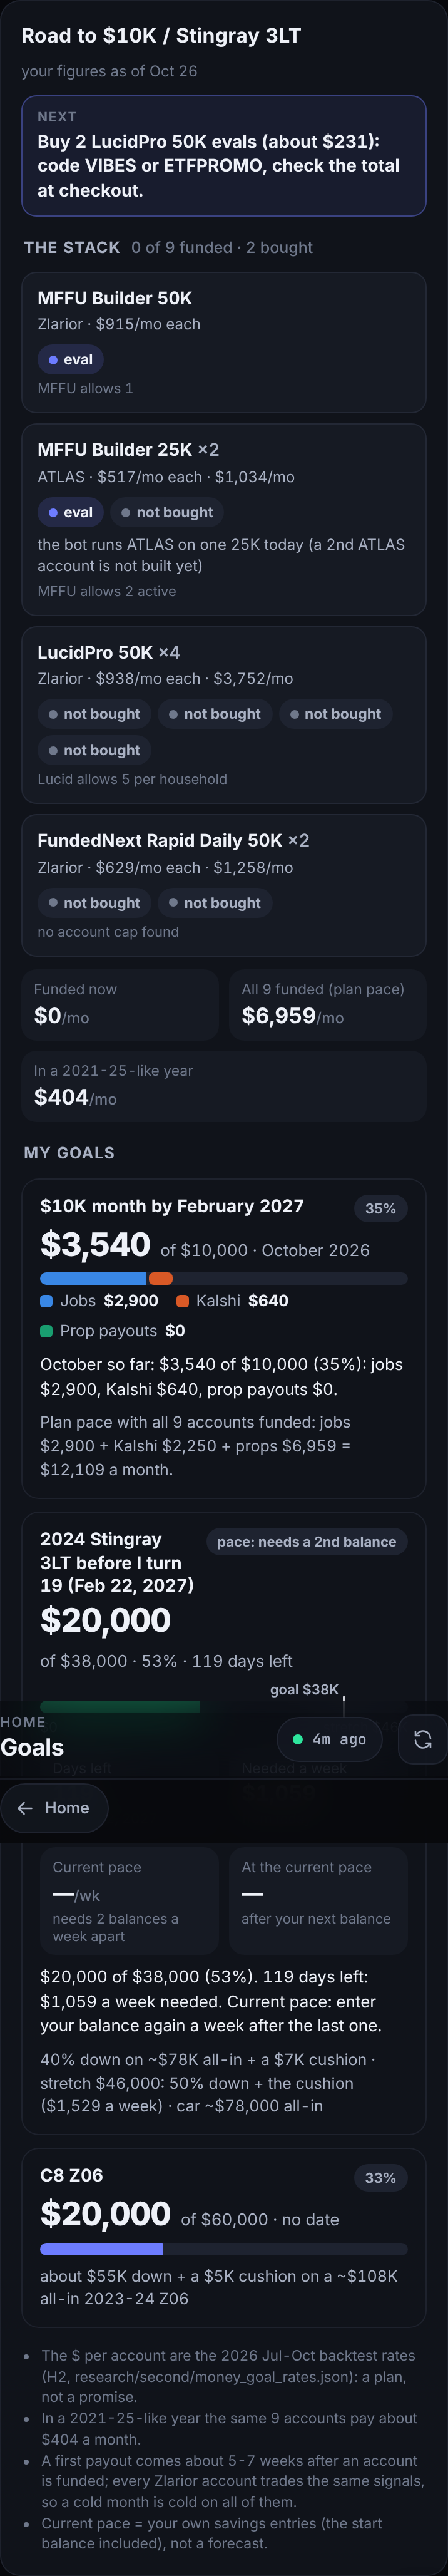 Road to $10K / Stingray 3LT
your figures as of Oct 26
NEXT
Buy 2 LucidPro 50K evals (about $231):
code VIBES or ETFPROMO, check the total
at checkout.
THE STACK 0 of 9 funded · 2 bought
MFFU Builder 50K
Zlarior · $915/mo each
eval
MFFU allows 1
MFFU Builder 25K ×2
ATLAS · $517/mo each · $1,034/mo
eval not bought
the bot runs ATLAS on one 25K today (a 2nd ATLAS
account is not built yet)
MFFU allows 2 active
LucidPro 50K ×4
Zlarior · $938/mo each · $3,752/mo
not bought not bought not bought
not bought
Lucid allows 5 per household
FundedNext Rapid Daily 50K ×2
Zlarior · $629/mo each · $1,258/mo
not bought not bought
no account cap found
Funded now
$0/mo
All 9 funded (plan pace)
$6,959/mo
In a 2021-25-like year
$404/mo
MY GOALS
$10K month by February 2027 35%
$3,540 of $10,000 · October 2026
Jobs $2,900 Kalshi $640
Prop payouts $0
October so far: $3,540 of $10,000 (35%): jobs
$2,900, Kalshi $640, prop payouts $0.
Plan pace with all 9 accounts funded: jobs
$2,900 + Kalshi $2,250 + props $6,959 =
$12,109 a month.
2024 Stingray
3LT before I turn
19 (Feb 22, 2027)
pace: needs a 2nd balance
$20,000
of $38,000 · 53% · 119 days left
goal $38K
HOME
Goals
4m ago
Days left Needed a week
← Home
Current pace
—/wk
needs 2 balances a
week apart
At the current pace
—
after your next balance
$20,000 of $38,000 (53%). 119 days left:
$1,059 a week needed. Current pace: enter
your balance again a week after the last one.
40% down on ~$78K all-in + a $7K cushion ·
stretch $46,000: 50% down + the cushion
($1,529 a week) · car ~$78,000 all-in
C8 Z06 33%
$20,000 of $60,000 · no date
about $55K down + a $5K cushion on a ~$108K
all-in 2023-24 Z06
• The $ per account are the 2026 Jul-Oct backtest rates
(H2, research/second/money_goal_rates.json): a plan,
not a promise.
• In a 2021-25-like year the same 9 accounts pay about
$404 a month.
• A first payout comes about 5-7 weeks after an account
is funded; every Zlarior account trades the same signals,
so a cold month is cold on all of them.
• Current pace = your own savings entries (the start
balance included), not a forecast.